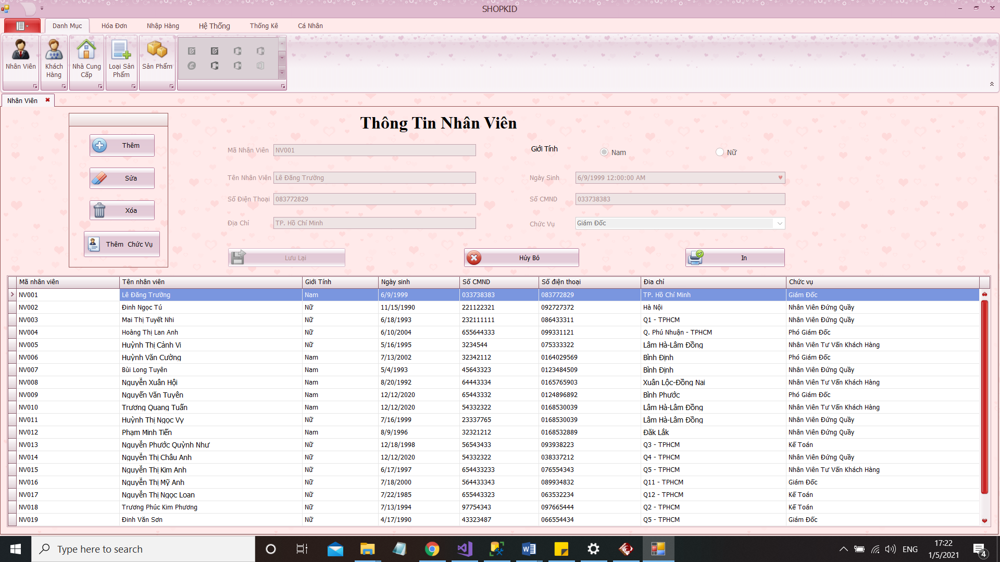 SHOPKID
Danh Mục Hóa Đơn Nhập Hàng Hệ Thống Thống Kê Cá Nhân
Nhân Viên Khách Hàng Nhà Cung Cấp Loại Sản Phẩm Sản Phẩm
Nhân Viên
Thông Tin Nhân Viên
Thêm
Sửa
Xóa
Thêm Chức Vụ
Mã Nhân Viên NV001 Giới Tính Nam Nữ
Tên Nhân Viên Lê Đăng Trường Ngày Sinh 6/9/1999 12:00:00 AM
Số Điện Thoại 083772829 Số CMND 033738383
Địa Chỉ TP. Hồ Chí Minh Chức Vụ Giám Đốc
Lưu Lại Hủy Bỏ In
Mã nhân viên Tên nhân viên Giới Tính Ngày sinh Số CMND Số điện thoại Đia chỉ Chức vụ
NV001 Lê Đăng Trường Nam 6/9/1999 033738383 083772829 TP. Hồ Chí Minh Giám Đốc
NV002 Đinh Ngọc Tú Nữ 11/15/1990 221122321 092727372 Hà Nội Nhân Viên Đứng Quầy
NV003 Mai Thị Tuyết Nhi Nữ 6/18/1993 232111111 086433311 Q1 - TPHCM Nhân Viên Đứng Quầy
NV004 Hoàng Thị Lan Anh Nữ 6/10/2004 655644333 099331121 Q. Phú Nhuận - TPHCM Phó Giám Đốc
NV005 Huỳnh Thị Cảnh Vi Nữ 5/16/1995 3234544 075333322 Lâm Hà-Lâm Đồng Nhân Viên Tư Vấn Khách Hàng
NV006 Huỳnh Văn Cường Nam 7/13/2002 32342112 0164029569 Bình Định Phó Giám Đốc
NV007 Bùi Long Tuyên Nam 5/4/1993 45643323 0123484509 Bình Định Nhân Viên Đứng Quầy
NV008 Nguyễn Xuân Hội Nam 8/20/1992 64443334 0165765903 Xuân Lộc-Đồng Nai Nhân Viên Tư Vấn Khách Hàng
NV009 Nguyến Văn Tuyên Nam 12/12/2020 65443332 0124896892 Bình Phước Phó Giám Đốc
NV010 Trương Quang Tuấn Nam 12/12/2020 54332322 0168530039 Lâm Hà-Lâm Đồng Nhân Viên Tư Vấn Khách Hàng
NV011 Huỳnh Thị Ngọc Vy Nữ 7/16/1999 23337765 0168530039 Lâm Hà-Lâm Đồng Nhân Viên Đứng Quầy
NV012 Phạm Minh Tiến Nam 8/9/1996 32321212 0168532889 Đăk Lắk Nhân Viên Đứng Quầy
NV013 Nguyễn Phước Quỳnh Như Nữ 12/18/1998 56543433 093938223 Q3 - TPHCM Kế Toán
NV014 Nguyễn Thị Châu Anh Nữ 12/12/2020 54332322 038337212 Q4 - TPHCM Nhân Viên Đứng Quầy
NV015 Nguyễn Thị Kim Anh Nữ 6/17/1997 654433233 076554343 Q5 - TPHCM Nhân Viên Tư Vấn Khách Hàng
NV016 Nguyễn Thị Mỹ Anh Nữ 7/18/2000 564433343 089934832 Q11 - TPHCM Giám Đốc
NV017 Nguyễn Thị Ngọc Loan Nữ 7/22/1985 655443323 063532234 Q12 - TPHCM Kế Toán
NV018 Trương Phúc Kim Phương Nữ 7/13/1994 97754343 097665444 Q2 - TPHCM Kế Toán
NV019 Đinh Văn Sơn Nữ 4/17/1990 43323487 066554434 Q5 - TPHCM Giám Đốc
Type here to search ENG 17:22
1/5/2021 4